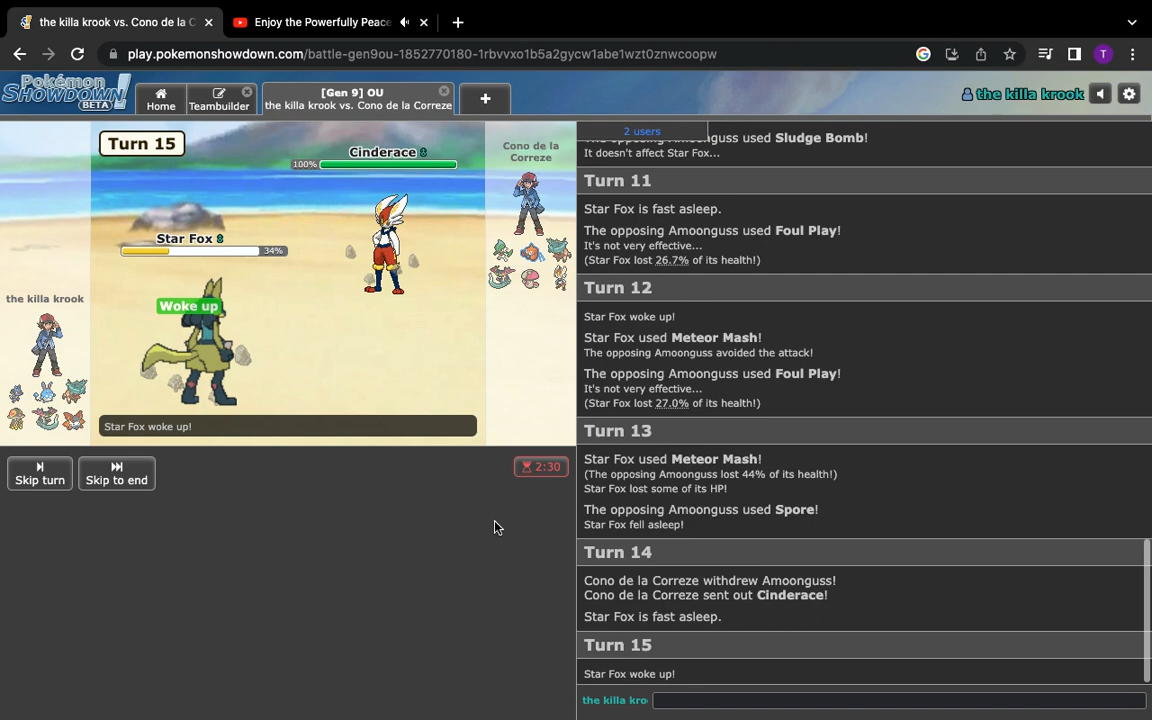 the killa krook vs. Cono de la C
Enjoy the Powerfully Peace
play.pokemonshowdown.com/battle-gen9ou-1852770180-1rbvvxo1b5a2gycw1abe1wzt0znwcoopw
T
Pokémon
SHOWDOWN!
BETA
Home
Teambuilder
[Gen 9] OU
the killa krook vs. Cono de la Correze
the killa krook
Turn 15
Cinderace
100%
Star Fox
34%
Woke up
Star Fox woke up!
the killa krook
Cono de la
Correze
Skip turn
Skip to end
2:30
2 users
used Sludge Bomb!
It doesn't affect Star Fox...
Turn 11
Star Fox is fast asleep.
The opposing Amoonguss used Foul Play!
It's not very effective...
(Star Fox lost 26.7% of its health!)
Turn 12
Star Fox woke up!
Star Fox used Meteor Mash!
The opposing Amoonguss avoided the attack!
The opposing Amoonguss used Foul Play!
It's not very effective...
(Star Fox lost 27.0% of its health!)
Turn 13
Star Fox used Meteor Mash!
(The opposing Amoonguss lost 44% of its health!)
Star Fox lost some of its HP!
The opposing Amoonguss used Spore!
Star Fox fell asleep!
Turn 14
Cono de la Correze withdrew Amoonguss!
Cono de la Correze sent out Cinderace!
Star Fox is fast asleep.
Turn 15
Star Fox woke up!
the killa kro